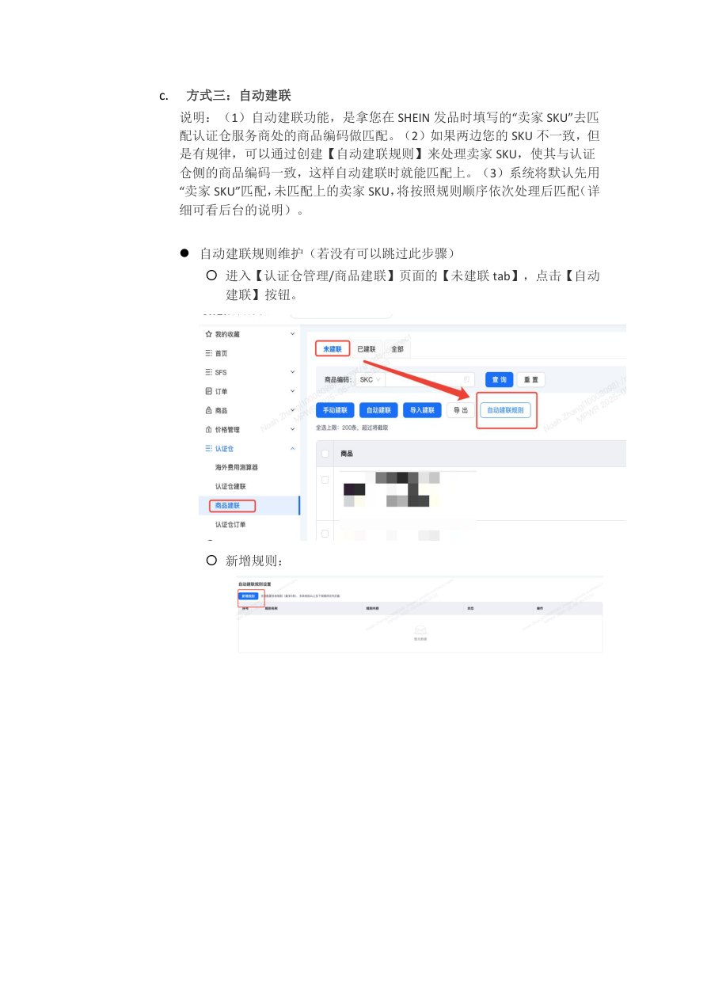 c. 方式三：自动建联
说明：（1）自动建联功能，是拿您在 SHEIN 发品时填写的“卖家 SKU”去匹
配认证仓服务商处的商品编码做匹配。（2）如果两边您的 SKU 不一致，但
是有规律，可以通过创建【自动建联规则】来处理卖家 SKU，使其与认证
仓侧的商品编码一致，这样自动建联时就能匹配上。（3）系统将默认先用
“卖家 SKU”匹配，未匹配上的卖家 SKU，将按照规则顺序依次处理后匹配（详
细可看后台的说明）。
● 自动建联规则维护（若没有可以跳过此步骤）
○ 进入【认证仓管理/商品建联】页面的【未建联 tab】，点击【自动
建联】按钮。
我的收藏
首页
SFS
订单
商品
价格管理
认证仓
海外费用测算器
认证仓建联
商品建联
认证仓订单
未建联 已建联 全部
商品编码： SKC 查 询 重 置
手动建联 自动建联 导入建联 导 出 自动建联规则
全选上限：200条，超过将截取
商品
○ 新增规则：
自动建联规则设置
新增规则
序号 规则名称 规则内容 状态 操作
暂无数据